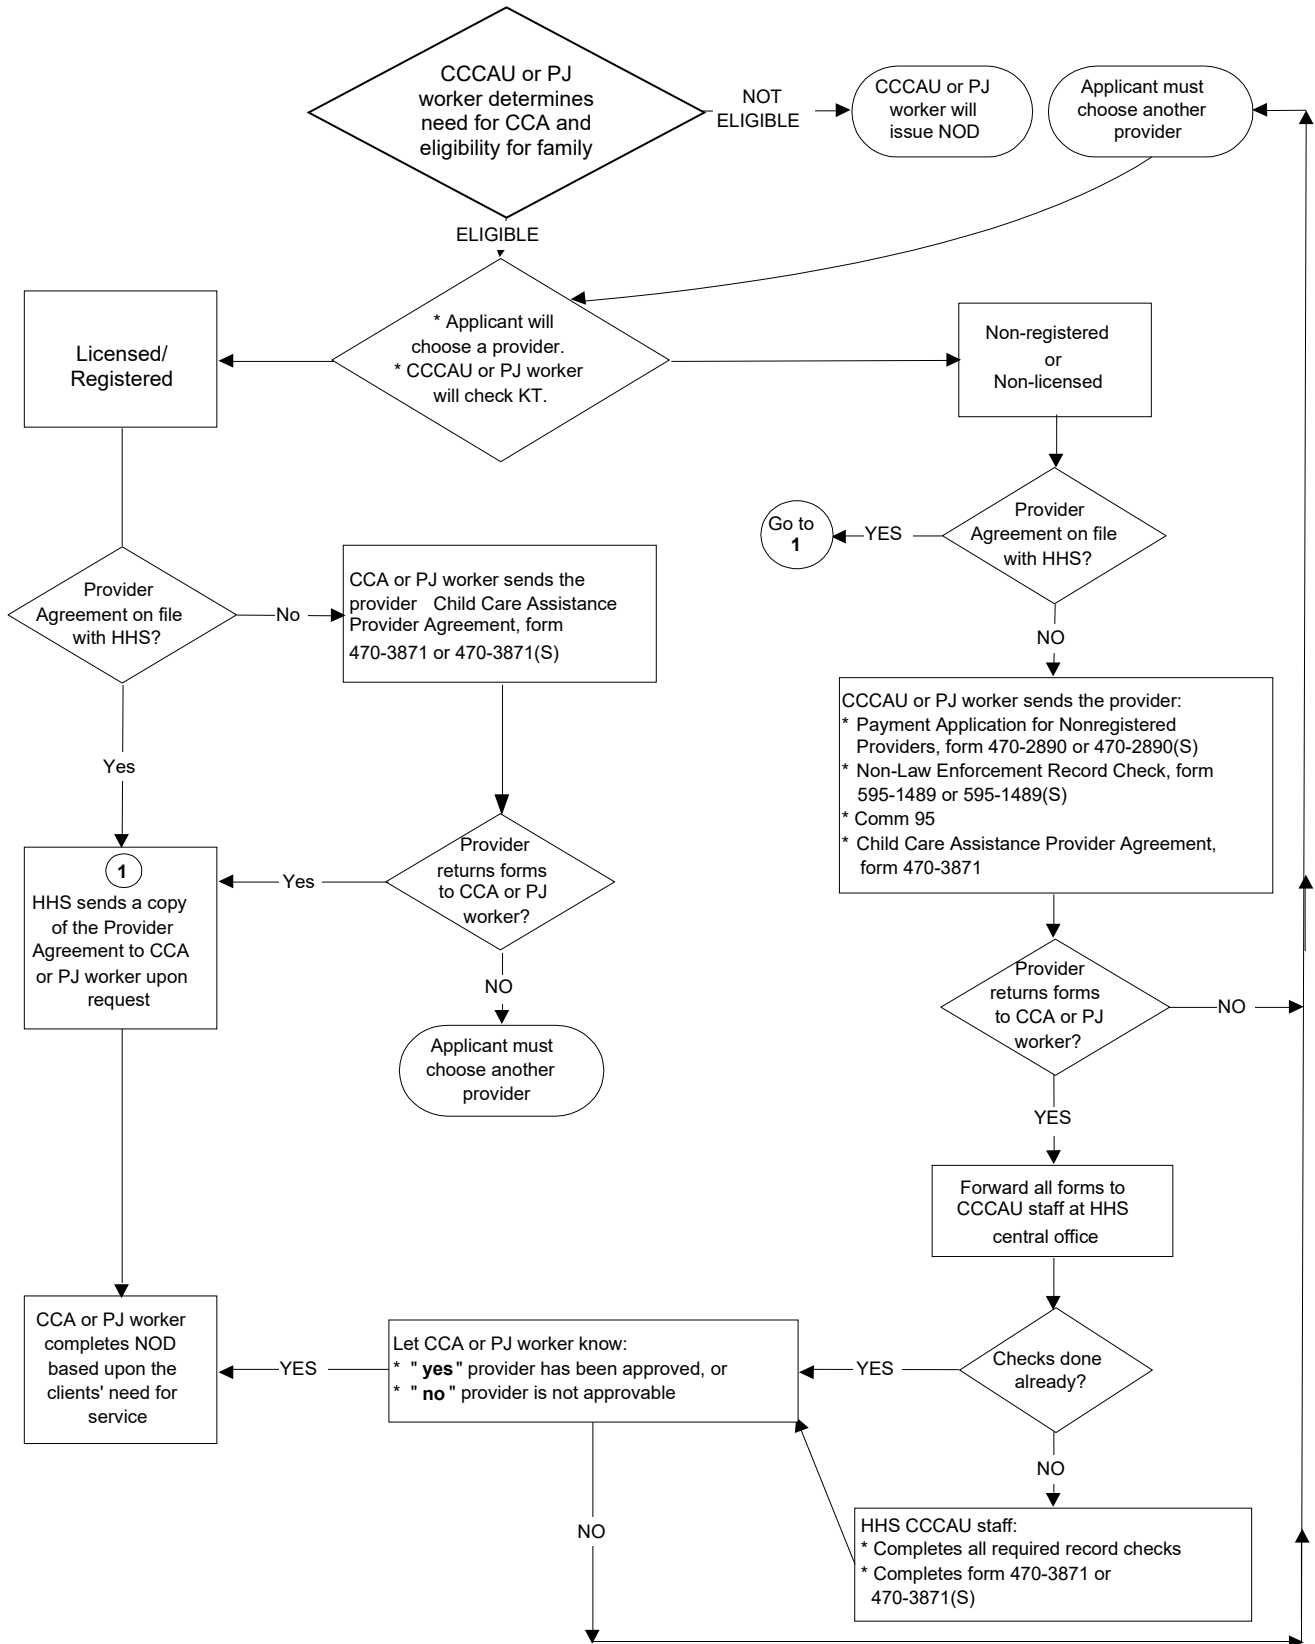 CCCAU or PJ
worker determines
need for CCA and
eligibility for family
NOT
ELIGIBLE
CCCAU or PJ
worker will
issue NOD
Applicant must
choose another
provider
ELIGIBLE
* Applicant will
choose a provider.
* CCCAU or PJ worker
will check KT.
Licensed/
Registered
Non-registered
or
Non-licensed
Provider
Agreement on file
with HHS?
YES
Go to
1
NO
Provider
Agreement on file
with HHS?
No
CCA or PJ worker sends the
provider Child Care Assistance
Provider Agreement, form
470-3871 or 470-3871(S)
Yes
CCCAU or PJ worker sends the provider:
* Payment Application for Nonregistered
Providers, form 470-2890 or 470-2890(S)
* Non-Law Enforcement Record Check, form
595-1489 or 595-1489(S)
* Comm 95
* Child Care Assistance Provider Agreement,
form 470-3871
Provider
returns forms
to CCA or PJ
worker?
Yes
1
HHS sends a copy
of the Provider
Agreement to CCA
or PJ worker upon
request
NO
Applicant must
choose another
provider
Provider
returns forms
to CCA or PJ
worker?
NO
YES
Forward all forms to
CCCAU staff at HHS
central office
Checks done
already?
YES
Let CCA or PJ worker know:
* " yes " provider has been approved, or
* " no " provider is not approvable
YES
CCA or PJ worker
completes NOD
based upon the
clients' need for
service
NO
NO
HHS CCCAU staff:
* Completes all required record checks
* Completes form 470-3871 or
470-3871(S)